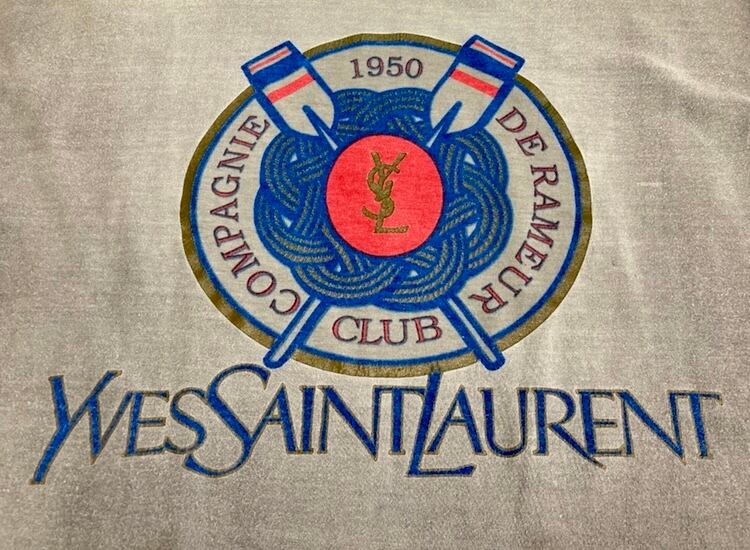 1950
COMPAGNIE
DE RAMEUR
YSL
CLUB
YVES SAINT LAURENT